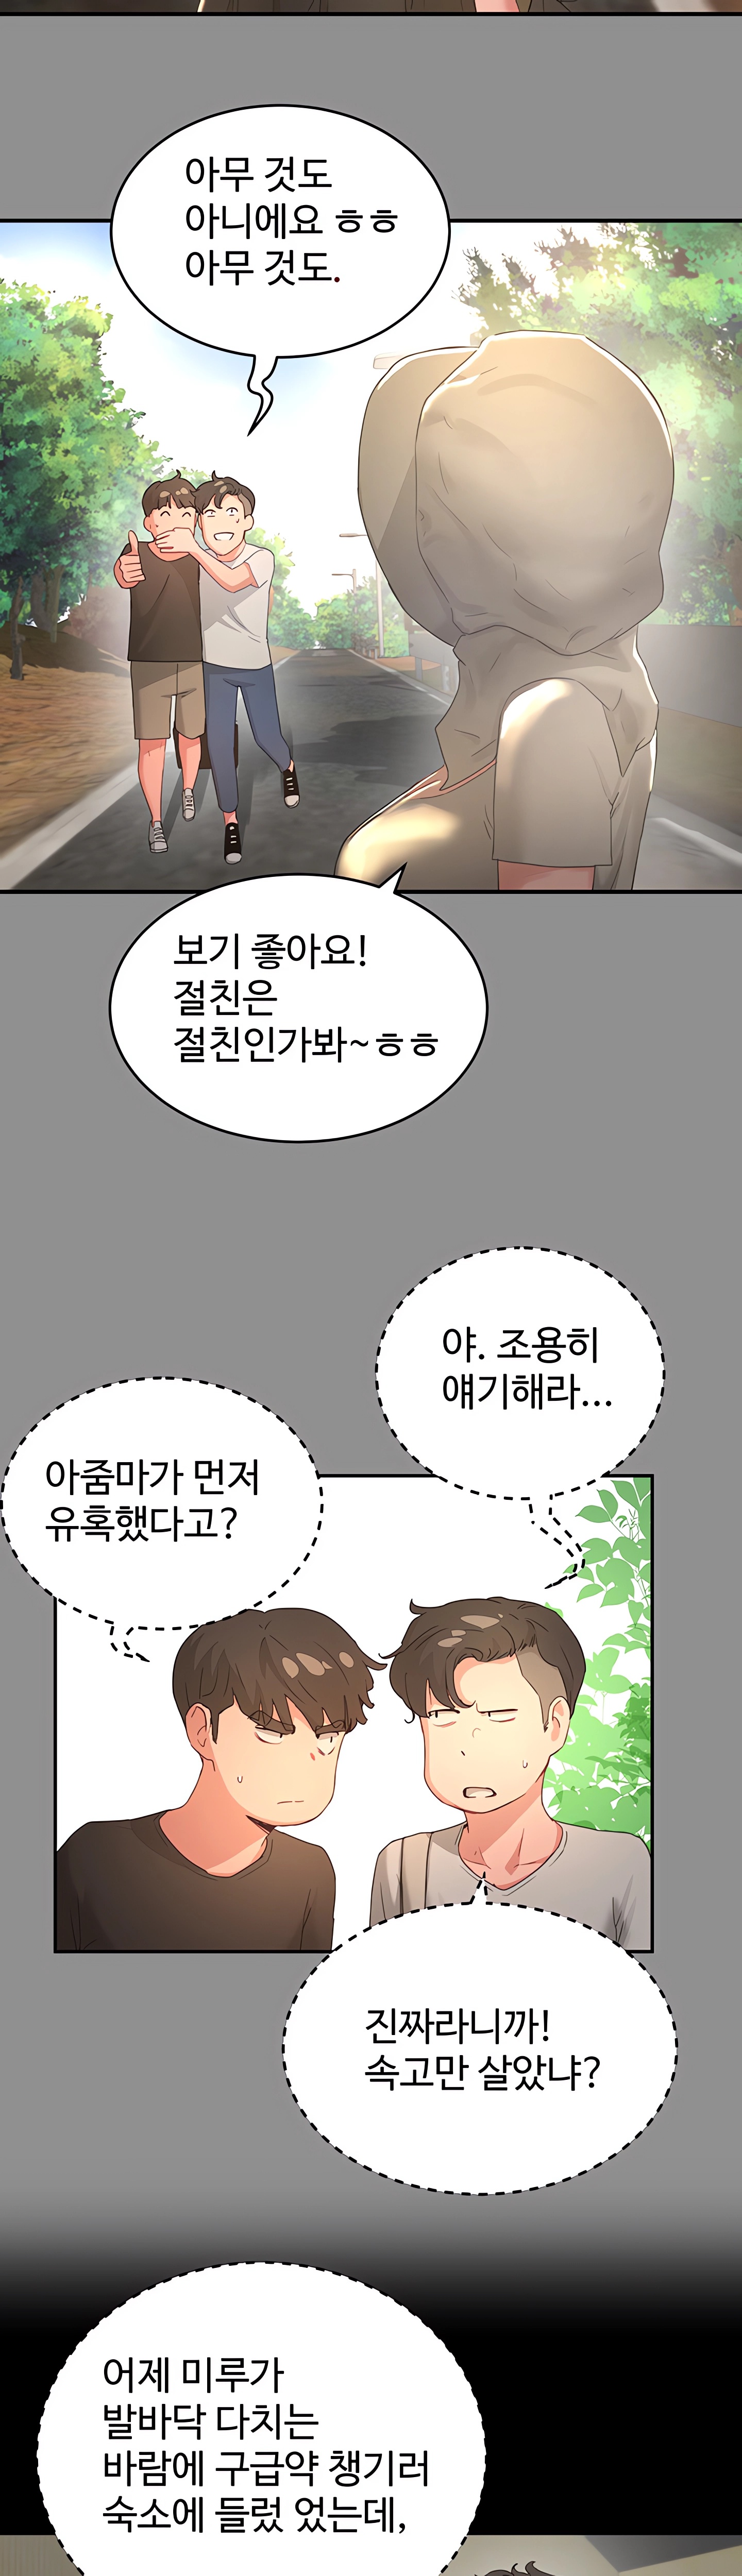 아무 것도
아니에요 ㅎㅎ
아무 것도.
보기 좋아요!
절친은
절친인가봐~ㅎㅎ
야. 조용히
얘기해라...
아줌마가 먼저
유혹했다고?
진짜라니까!
속고만 살았냐?
어제 미루가
발바닥 다치는
바람에 구급약 챙기러
숙소에 들렀 었는데,